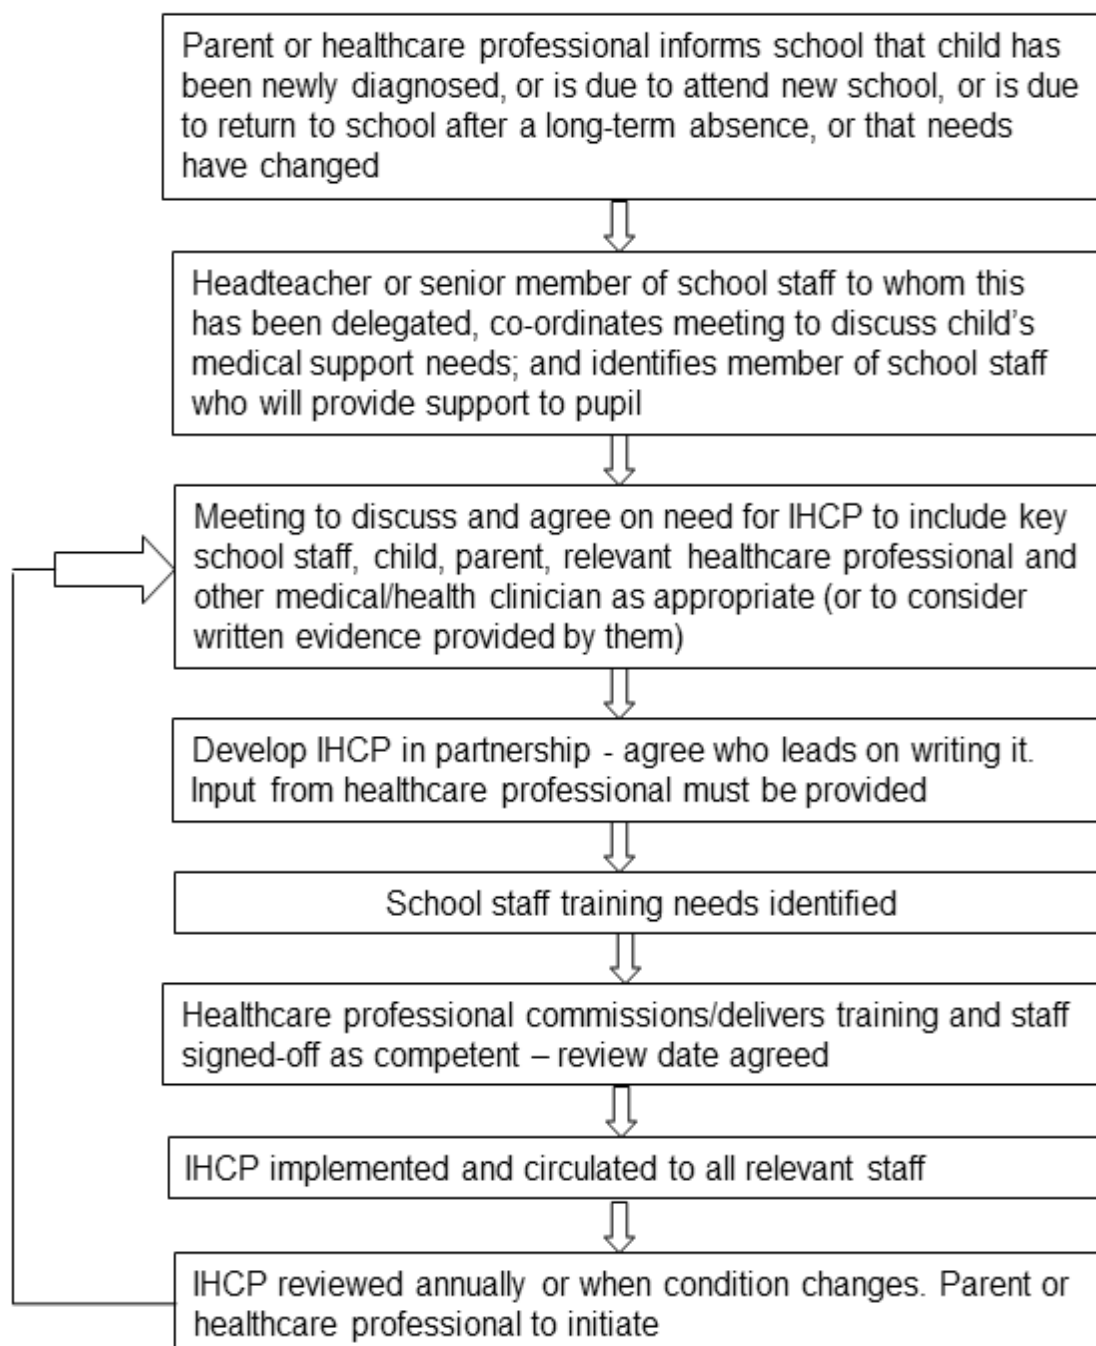 Parent or healthcare professional informs school that child has
been newly diagnosed, or is due to attend new school, or is due
to return to school after a long-term absence, or that needs
have changed
Headteacher or senior member of school staff to whom this
has been delegated, co-ordinates meeting to discuss child's
medical support needs; and identifies member of school staff
who will provide support to pupil
Meeting to discuss and agree on need for IHCP to include key
school staff, child, parent, relevant healthcare professional and
other medical/health clinician as appropriate (or to consider
written evidence provided by them)
Develop IHCP in partnership - agree who leads on writing it.
Input from healthcare professional must be provided
School staff training needs identified
Healthcare professional commissions/delivers training and staff
signed-off as competent – review date agreed
IHCP implemented and circulated to all relevant staff
IHCP reviewed annually or when condition changes. Parent or
healthcare professional to initiate